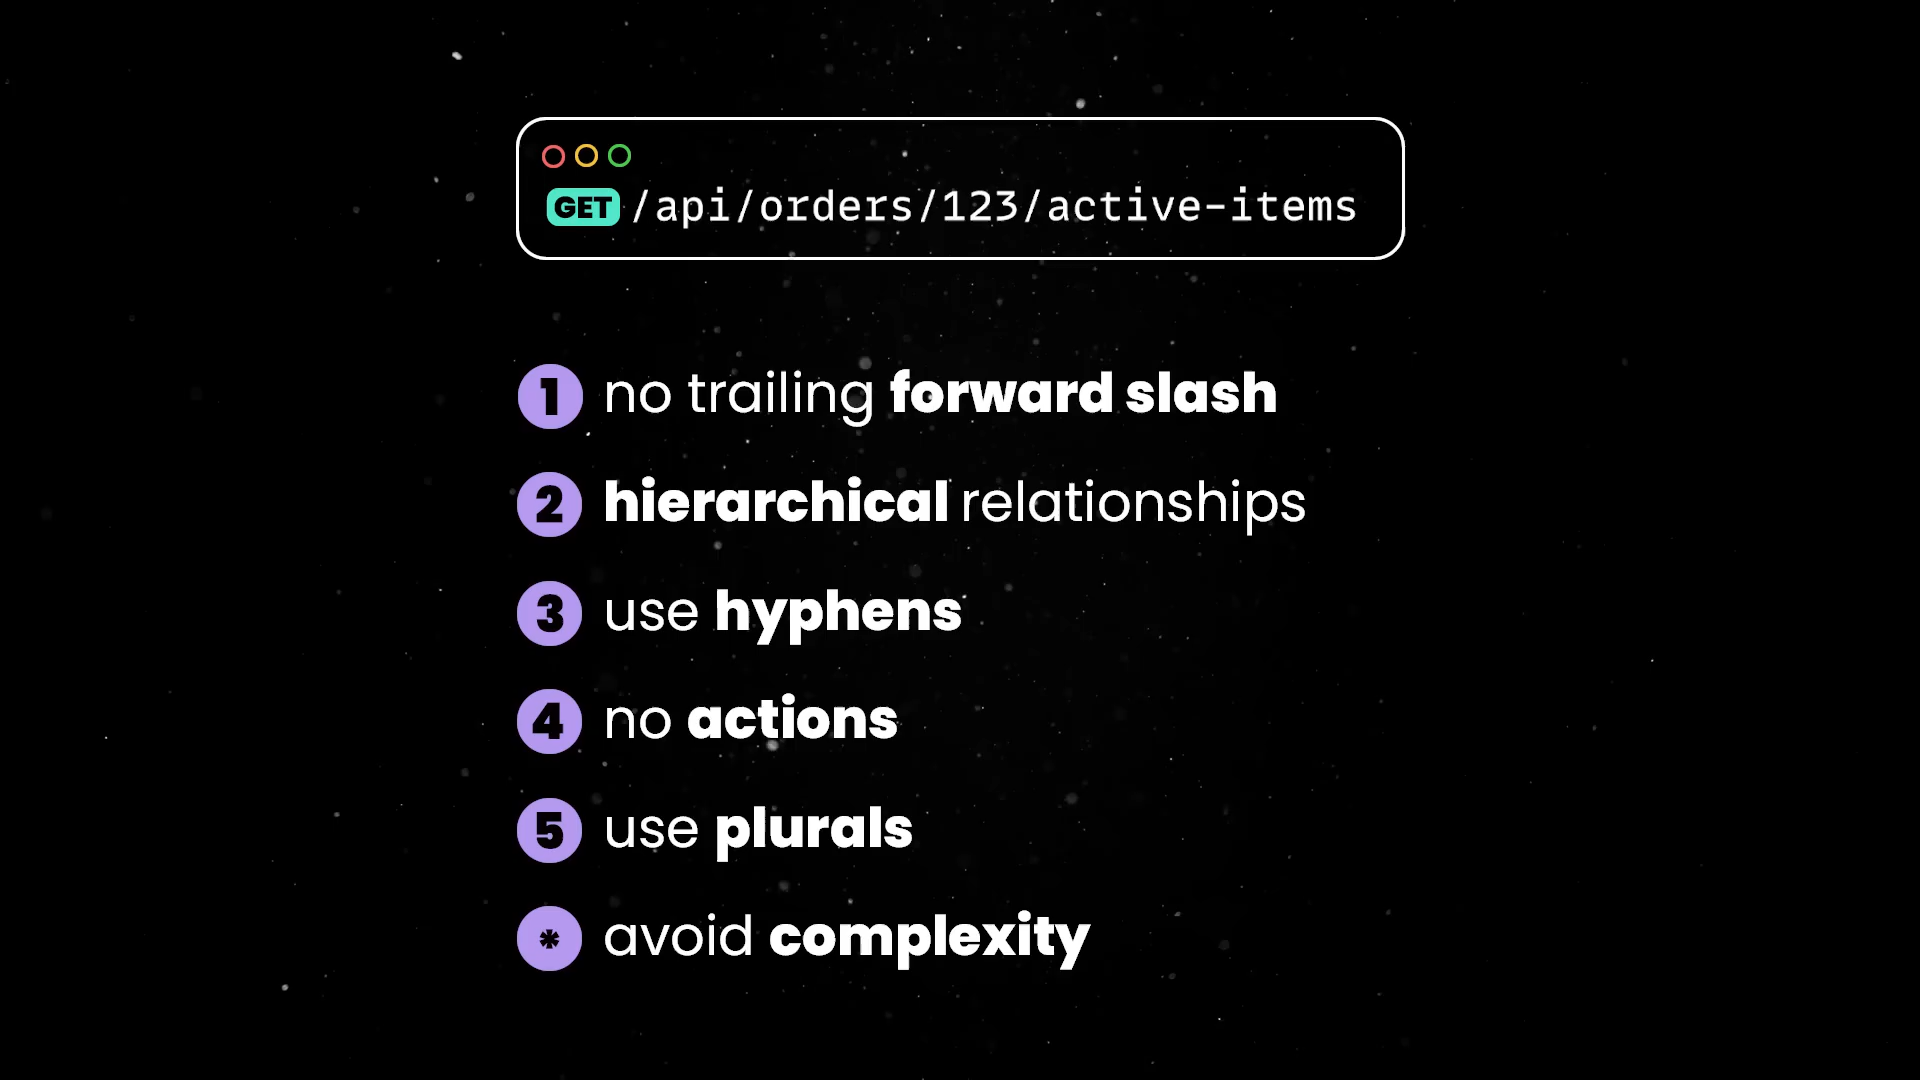 GET /api/orders/123/active-items
1 no trailing forward slash
2 hierarchical relationships
3 use hyphens
4 no actions
5 use plurals
* avoid complexity